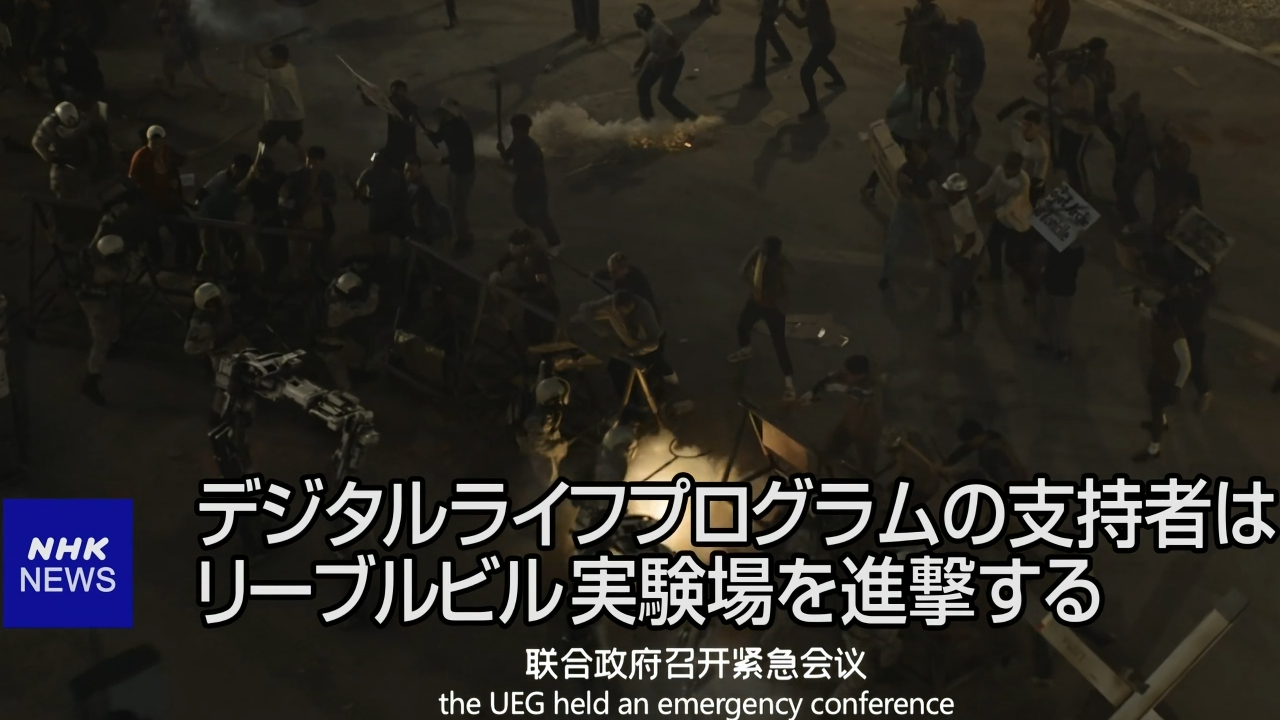 デジタルライフプログラムの支持者は
リーブルビル実験場を進撃する
NHK
NEWS
联合政府召开紧急会议
the UEG held an emergency conference